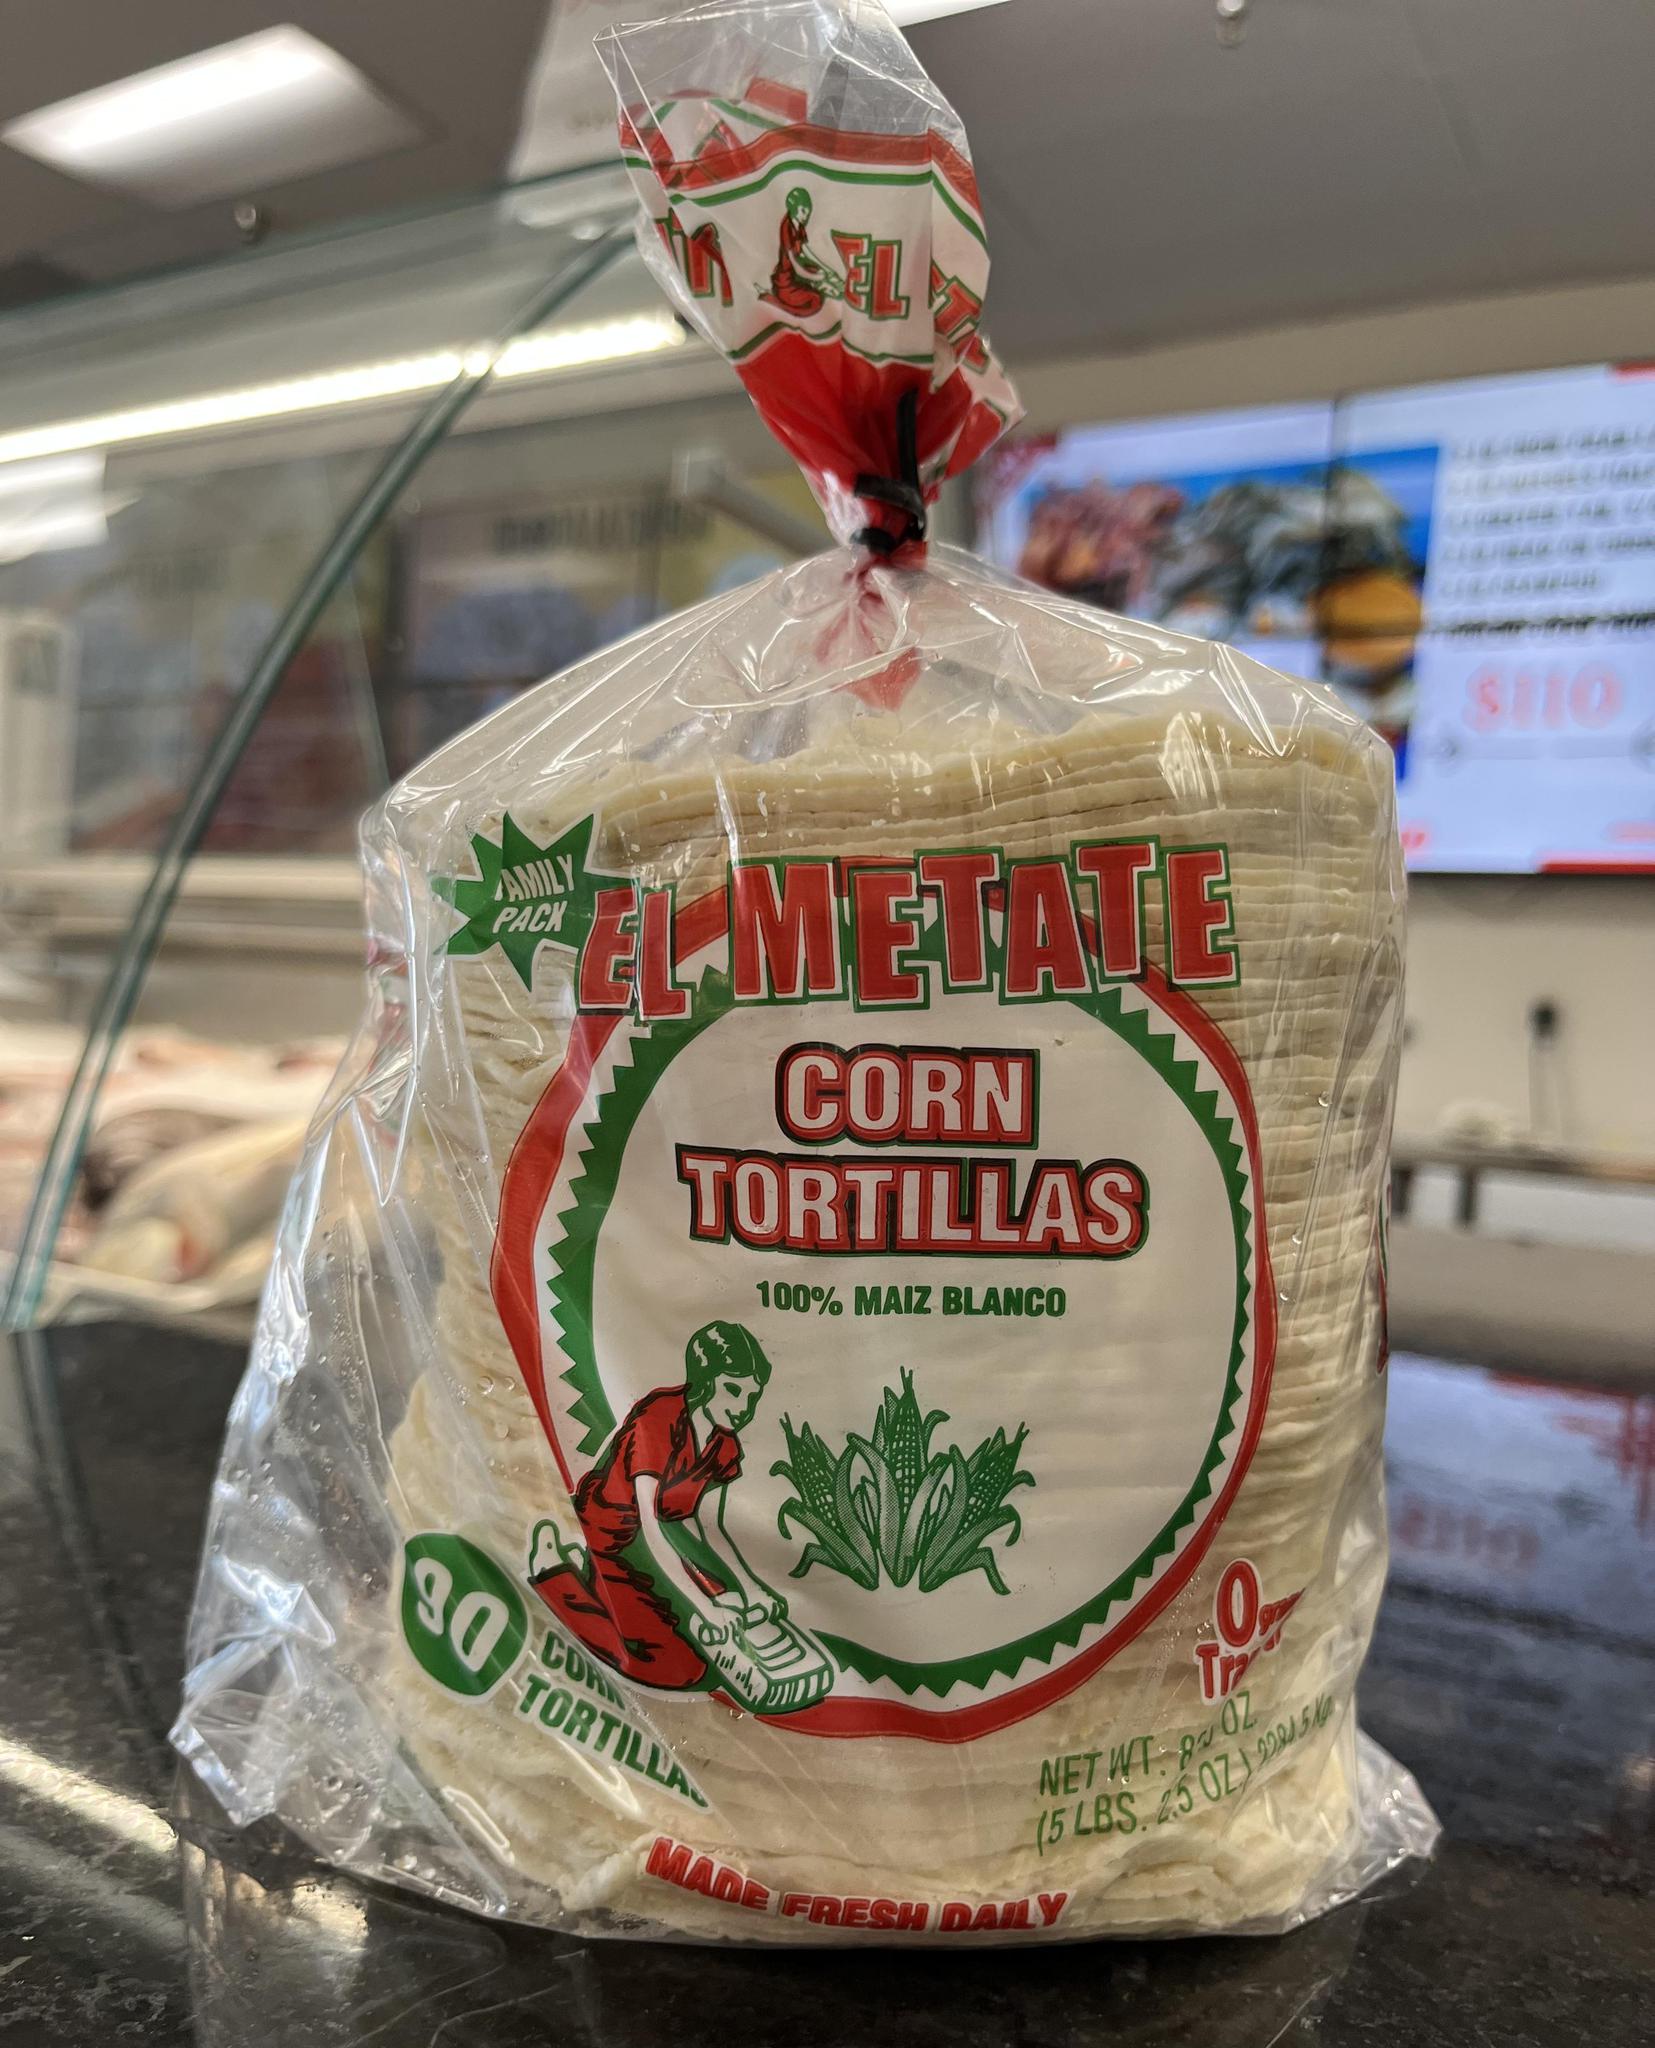 EL
FAMILY
PACK
EL METATE
CORN
TORTILLAS
100% MAIZ BLANCO
90
CORN
TORTILLAS
0
NET WT. OZ.
(5 LBS. 2.5 OZ.)
MADE FRESH DAILY
$110